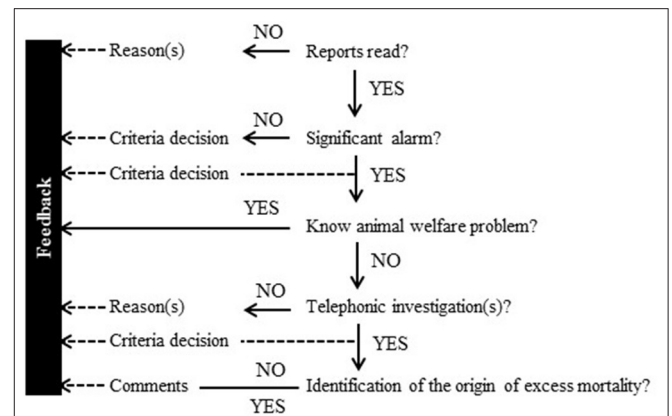 NO
Reason(s) Reports read?
YES
NO
Criteria decision Significant alarm?
Criteria decision YES
YES
Know animal welfare problem?
NO
NO
Reason(s) Telephonic investigation(s)?
Criteria decision YES
NO
Comments Identification of the origin of excess mortality?
YES
Feedback